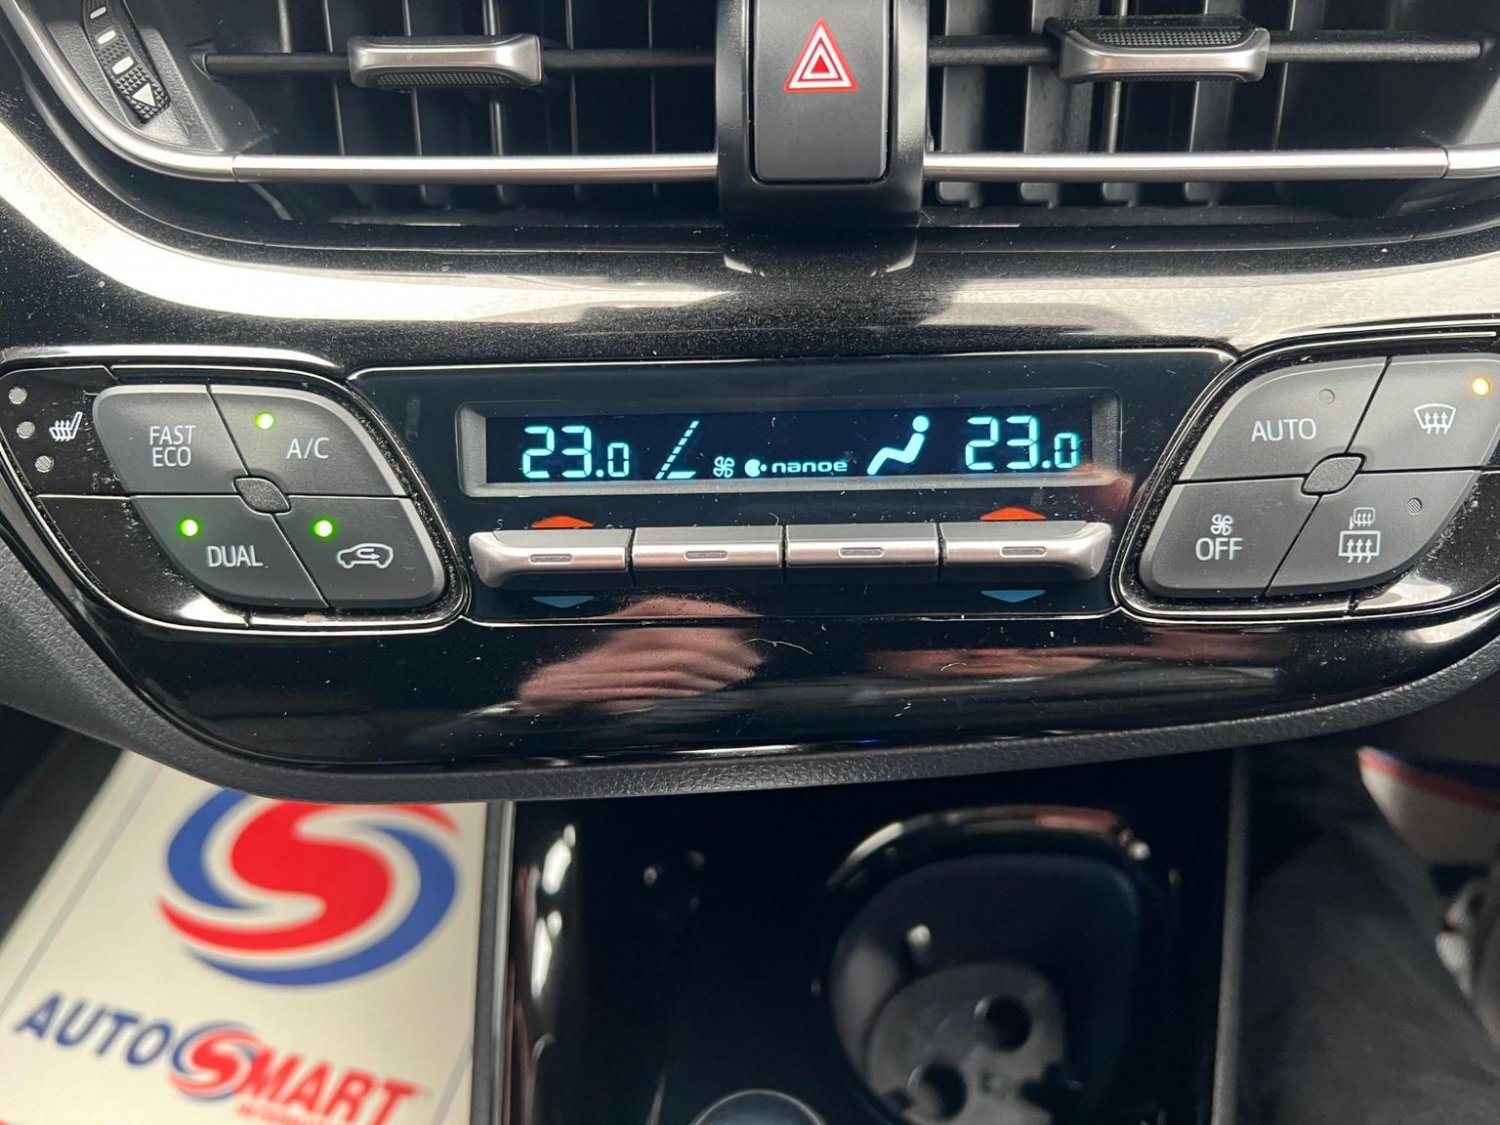 FAST
ECO
A/C
DUAL
23.0
nanoe
23.0
AUTO
OFF
AUTOSMART